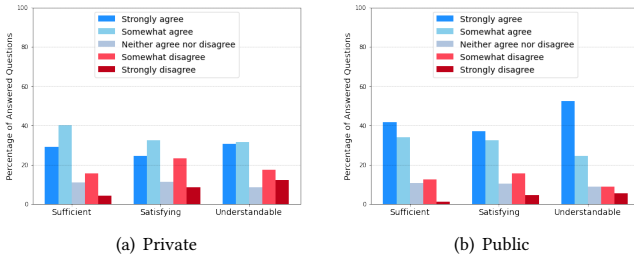 100
80
60
40
20
0
Percentage of Answered Questions
Strongly agree
Somewhat agree
Neither agree nor disagree
Somewhat disagree
Strongly disagree
Sufficient
Satisfying
Understandable
(a) Private
100
80
60
40
20
0
Percentage of Answered Questions
Strongly agree
Somewhat agree
Neither agree nor disagree
Somewhat disagree
Strongly disagree
Sufficient
Satisfying
Understandable
(b) Public